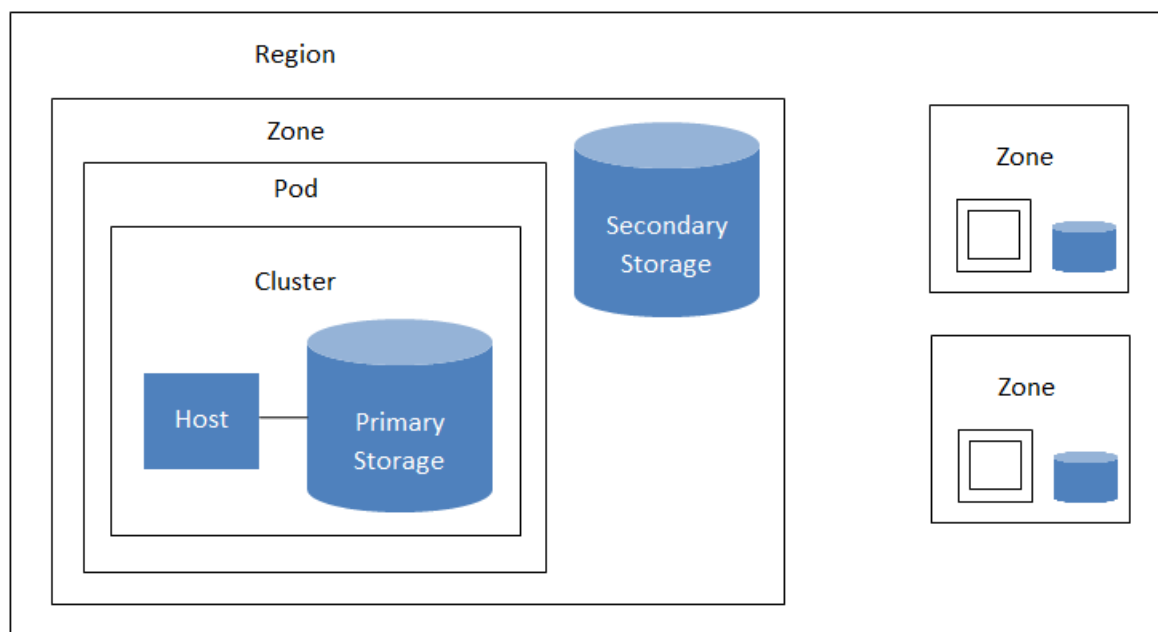 Region
Zone
Pod
Cluster
Host
Primary
Storage
Secondary
Storage
Zone
Zone